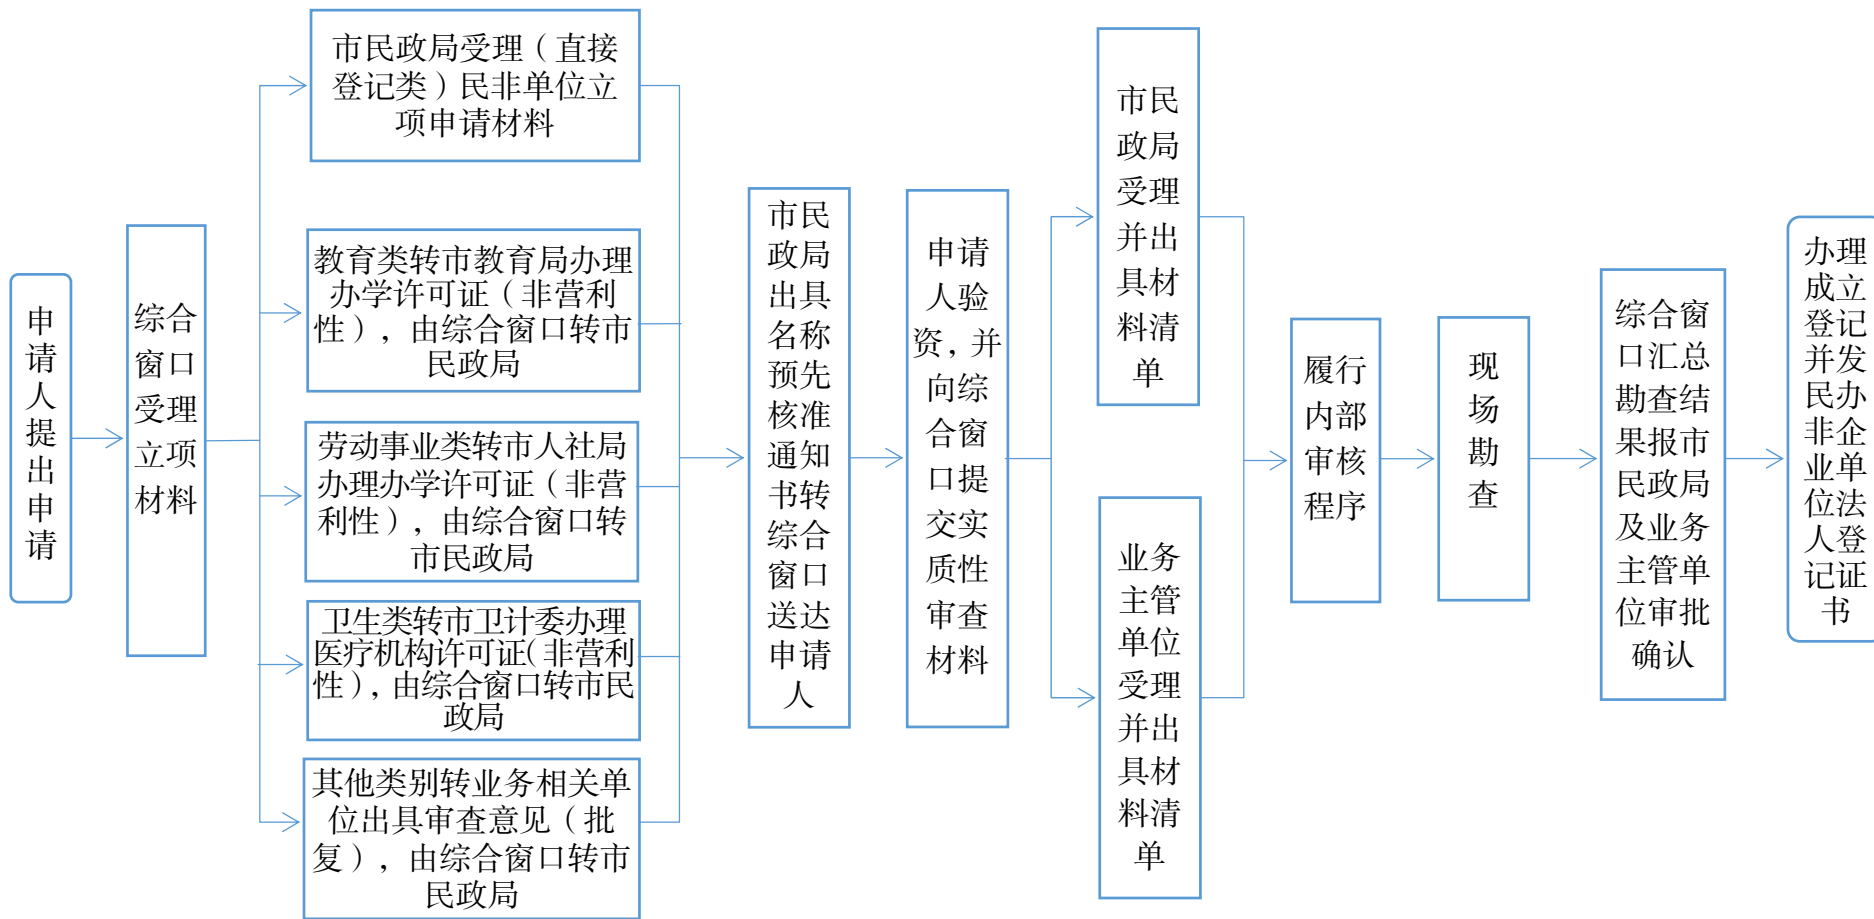 申
请
人
提
出
申
请
综合
窗口
受理
立项
材料
市民政局受理（直接
登记类）民非单位立
项申请材料
教育类转市教育局办理
办学许可证（非营利
性），由综合窗口转市
民政局
劳动事业类转市人社局
办理办学许可证（非营
利性），由综合窗口转
市民政局
卫生类转市卫计委办理
医疗机构许可证(非营利
性)，由综合窗口转市民
政局
其他类别转业务相关单
位出具审查意见（批
复），由综合窗口转市
民政局
市民
政局
出具
名称
预先
核准
通知
书转
综合
窗口
送达
申请
人
申请
人验
资，并
向综
合窗
口提
交实
质性
审查
材料
市民
政局
受理
并出
具材
料清
单
业务
主管
单位
受理
并出
具材
料清
单
履行
内部
审核
程序
现
场
勘
查
综合窗
口汇总
勘查结
果报市
民政局
及业务
主管单
位审批
确认
办理
成立
登记
并发
民办
非企
业单
位法
人登
记证
书